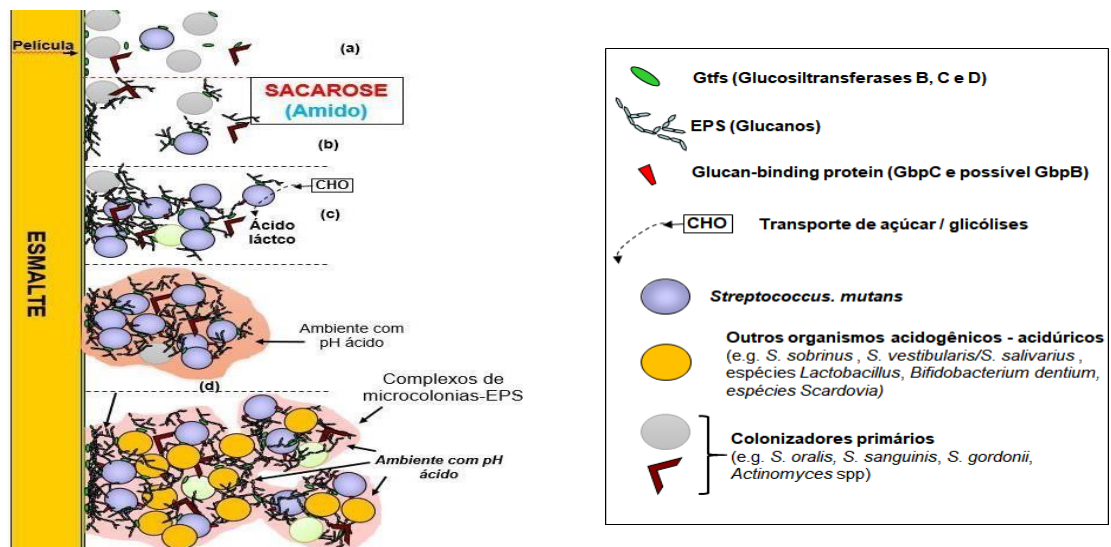 Película
(a)
SACAROSE
(Amido)
(b)
CHO
(c)
Ácido
láctco
ESMALTE
Ambiente com
pH ácido
(d)
Complexos de
microcolonias-EPS
Ambiente com pH
ácido
Gtfs (Glucosiltransferases B, C e D)
EPS (Glucanos)
Glucan-binding protein (GbpC e possível GbpB)
CHO
Transporte de açúcar / glicólises
Streptococcus. mutans
Outros organismos acidogênicos - acidúricos
(e.g. S. sobrinus , S. vestibularis/S. salivarius ,
espécies Lactobacillus, Bifidobacterium dentium,
espécies Scardovia)
Colonizadores primários
(e.g. S. oralis, S. sanguinis, S. gordonii,
Actinomyces spp)